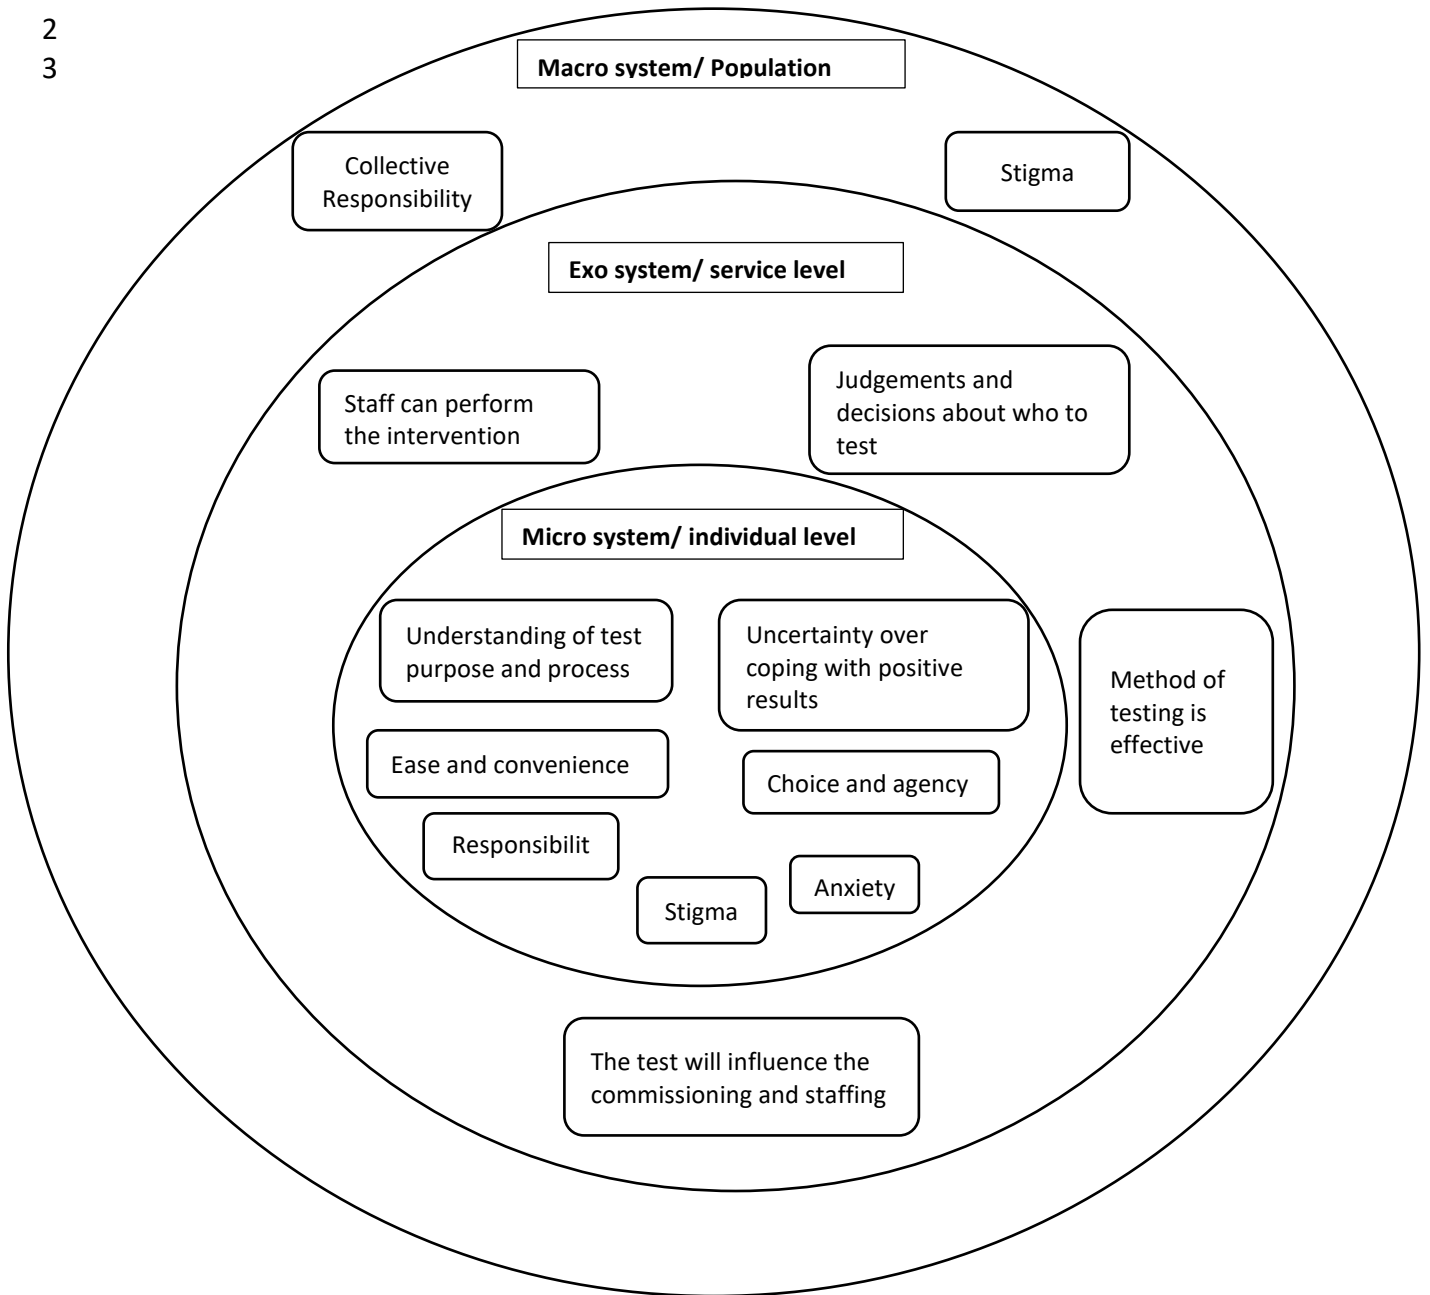 2
3
Macro system/ Population
Collective
Responsibility
Stigma
Exo system/ service level
Staff can perform
the intervention
Judgements and
decisions about who to
test
Micro system/ individual level
Understanding of test
purpose and process
Uncertainty over
coping with positive
results
Method of
testing is
effective
Ease and convenience
Choice and agency
Responsibilit
Anxiety
Stigma
The test will influence the
commissioning and staffing